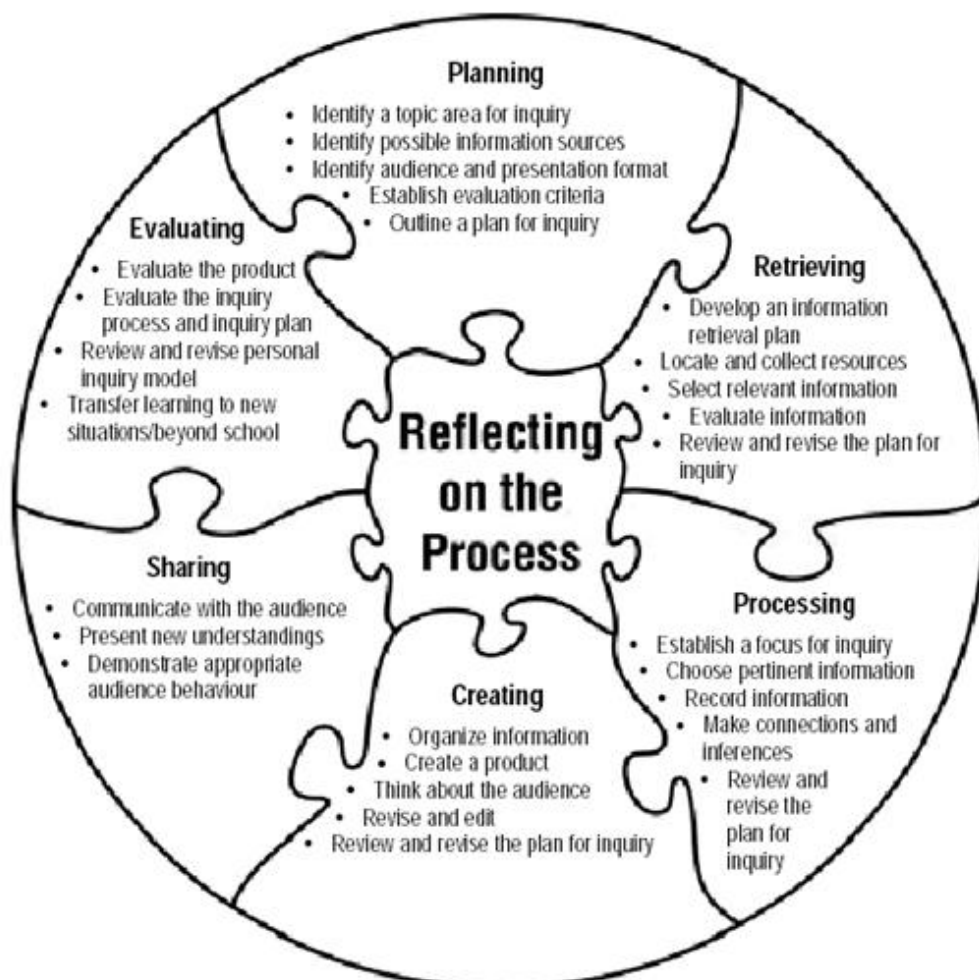 Planning
• Identify a topic area for inquiry
• Identify possible information sources
• Identify audience and presentation format
• Establish evaluation criteria
• Outline a plan for inquiry
Retrieving
• Develop an information
retrieval plan
• Locate and collect resources
• Select relevant information
• Evaluate information
• Review and revise the plan for
inquiry
Processing
• Establish a focus for inquiry
• Choose pertinent information
• Record information
• Make connections and
inferences
• Review and
revise the
plan for
inquiry
Creating
• Organize information
• Create a product
• Think about the audience
• Revise and edit
• Review and revise the plan for inquiry
Sharing
• Communicate with the audience
• Present new understandings
• Demonstrate appropriate
audience behaviour
Evaluating
• Evaluate the product
• Evaluate the inquiry
process and inquiry plan
• Review and revise personal
inquiry model
• Transfer learning to new
situations/beyond school
Reflecting
on the
Process